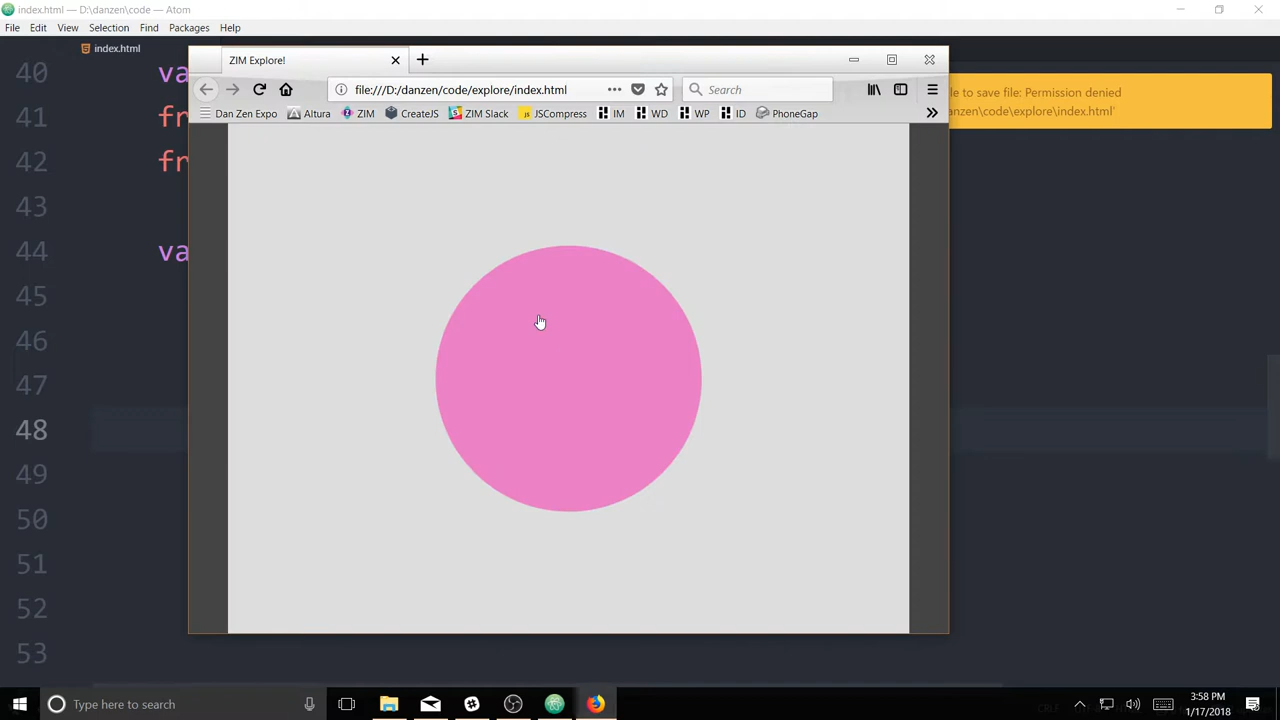 index.html — D:\danzen\code — Atom
File Edit View Selection Find Packages Help
index.html
ZIM Explore!
file:///D:/danzen/code/explore/index.html
Search
Dan Zen Expo Altura ZIM CreateJS ZIM Slack JS JSCompress IM WD WP ID PhoneGap
le to save file: Permission denied
anzen\code\explore\index.html'
40 va
41 fr
42 fr
43
44 va
45
46
47
48
49
50
51
52
53
Type here to search
3:58 PM
1/17/2018